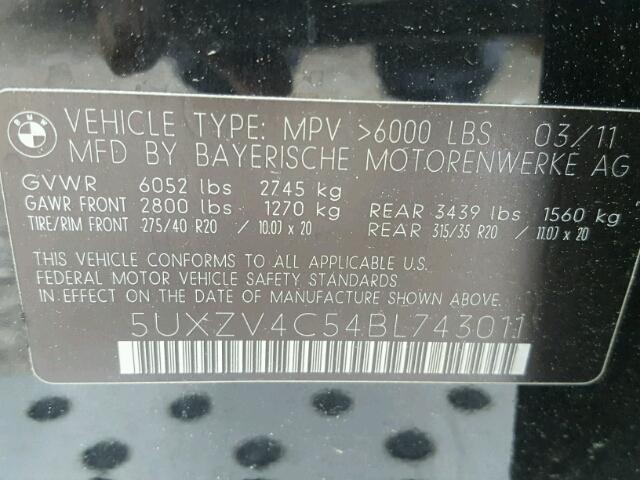 BMW
VEHICLE TYPE: MPV >6000 LBS 03/11
MFD BY BAYERISCHE MOTORENWERKE AG
GVWR 6052 lbs 2745 kg
GAWR FRONT 2800 lbs 1270 kg REAR 3439 lbs 1560 kg
TIRE/RIM FRONT 275/40 R20 / 10.0J x 20 REAR 315/35 R20 / 11.0J x 20
THIS VEHICLE CONFORMS TO ALL APPLICABLE U.S.
FEDERAL MOTOR VEHICLE SAFETY STANDARDS
IN EFFECT ON THE DATE OF MANUFACTURE SHOWN ABOVE.
5UXZV4C54BL743011